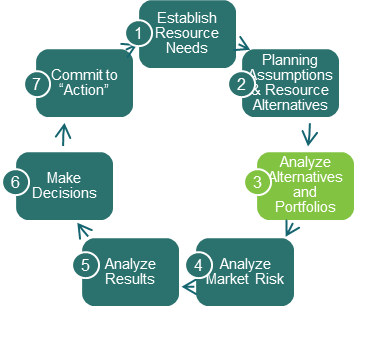 1
Establish
Resource
Needs
2
Planning
Assumptions
& Resource
Alternatives
3
Analyze
Alternatives
and
Portfolios
4
Analyze
Market Risk
5
Analyze
Results
6
Make
Decisions
7
Commit to
“Action”